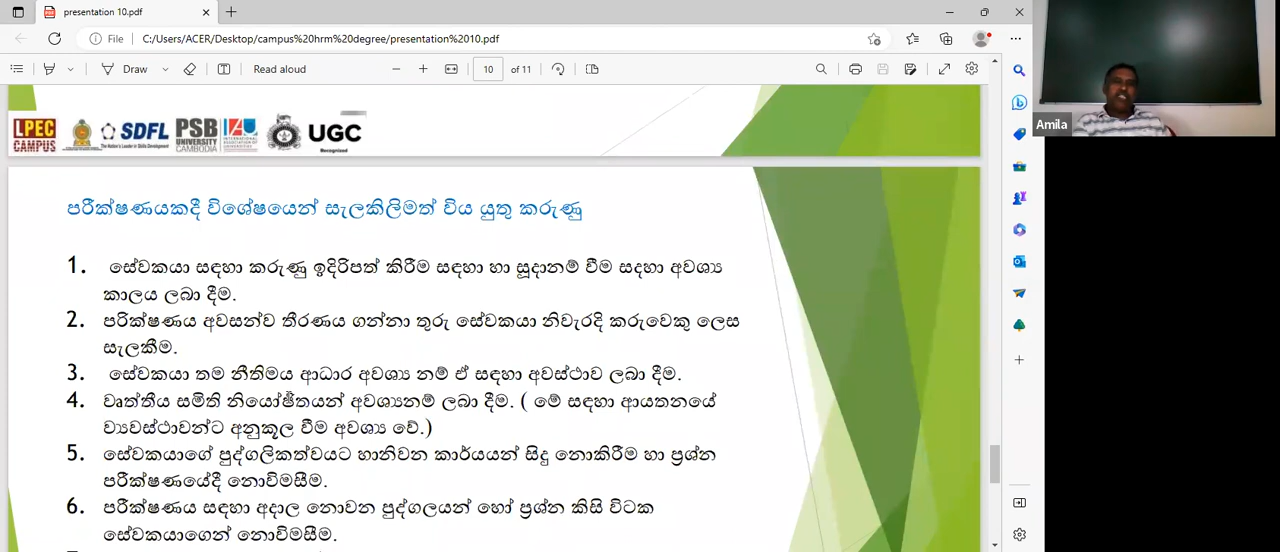 presentation 10.pdf
File
C:/Users/ACER/Desktop/campus%20hrm%20degree/presentation%2010.pdf
Draw
Read aloud
10 of 11
LPEC CAMPUS
SDFL
PSB UNIVERSITY CAMBODIA
IAU
UGC
Recognized
Amila
පරීක්ෂණයකදී විශේෂයෙන් සැලකිලිමත් විය යුතු කරුණු
1. සේවකයා සඳහා කරුණු ඉදිරිපත් කිරීම සඳහා හා සූදානම් වීම සඳහා අවශ්‍ය
කාලය ලබා දීම.
2. පරික්ෂණය අවසන්ව තීරණය ගන්නා තුරු සේවකයා නිවැරදි කරුවෙකු ලෙස
සැලකීම.
3. සේවකයා තම නීතිමය ආධාර අවශ්‍ය නම් ඒ සඳහා අවස්ථාව ලබා දීම.
4. වෘත්තීය සමිති නියෝජිතයන් අවශ්‍යනම් ලබා දීම. ( මේ සඳහා ආයතනයේ
ව්‍යවස්ථාවන්ට අනුකූල වීම අවශ්‍ය වේ.)
5. සේවකයාගේ පුද්ගලිකත්වයට හානිවන කාර්යයන් සිදු නොකිරීම හා ප්‍රශ්න
පරීක්ෂණයේදී නොවිමසීම.
6. පරීක්ෂණය සඳහා අදාල නොවන පුද්ගලයන් හෝ ප්‍රශ්න කිසි විටක
සේවකයාගෙන් නොවිමසීම.